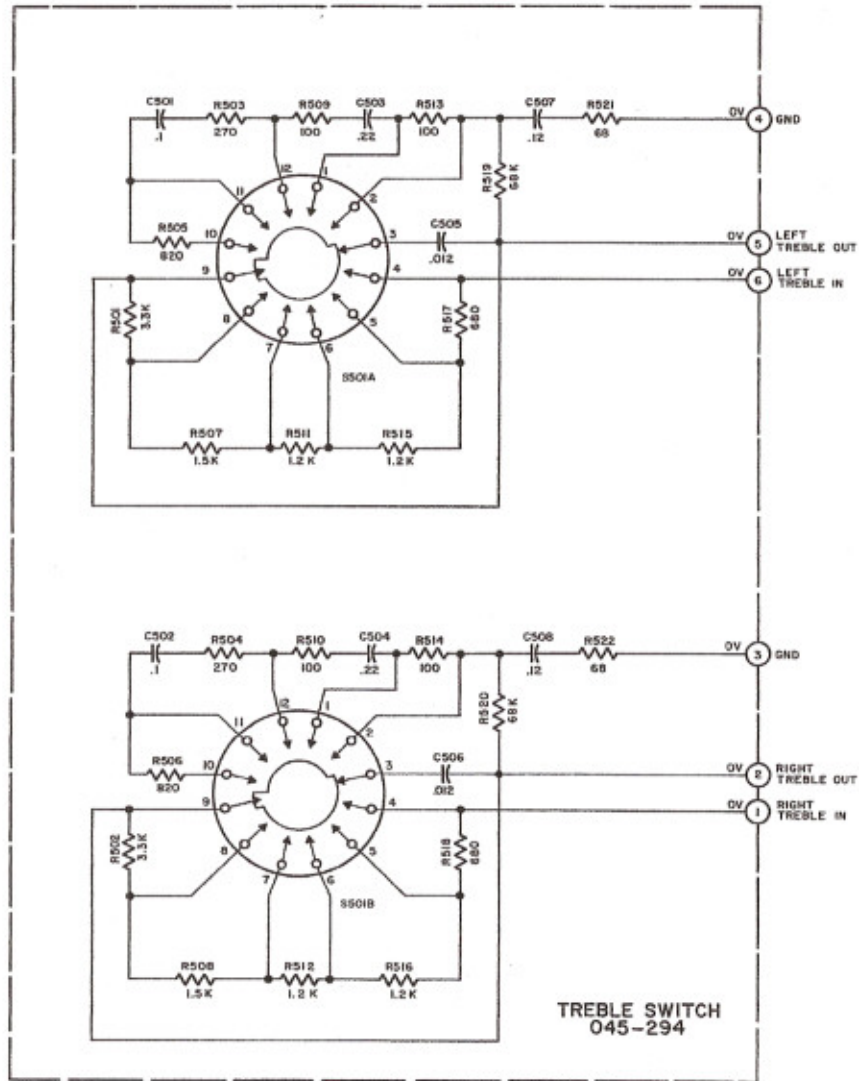 C501 R503 R509 C503 R513 C507 R521
.1 270 100 .22 100 .12 68
0V 4 GND
R519 68K
12 1
11 2
R505 10 3 C505 0V 5 LEFT TREBLE OUT
820 .012
9 4 0V 6 LEFT TREBLE IN
R501 3.3K 8 5 R517 680
7 6
S501A
R507 R511 R515
1.5K 1.2K 1.2K
C502 R504 R510 C504 R514 C508 R522
.1 270 100 .22 100 .12 68
0V 3 GND
R520 68K
12 1
11 2
R506 10 3 C506 0V 2 RIGHT TREBLE OUT
820 .012
9 4 0V 1 RIGHT TREBLE IN
R502 3.3K 8 5 R518 680
7 6
S501B
R508 R512 R516
1.5K 1.2K 1.2K
TREBLE SWITCH
045-294